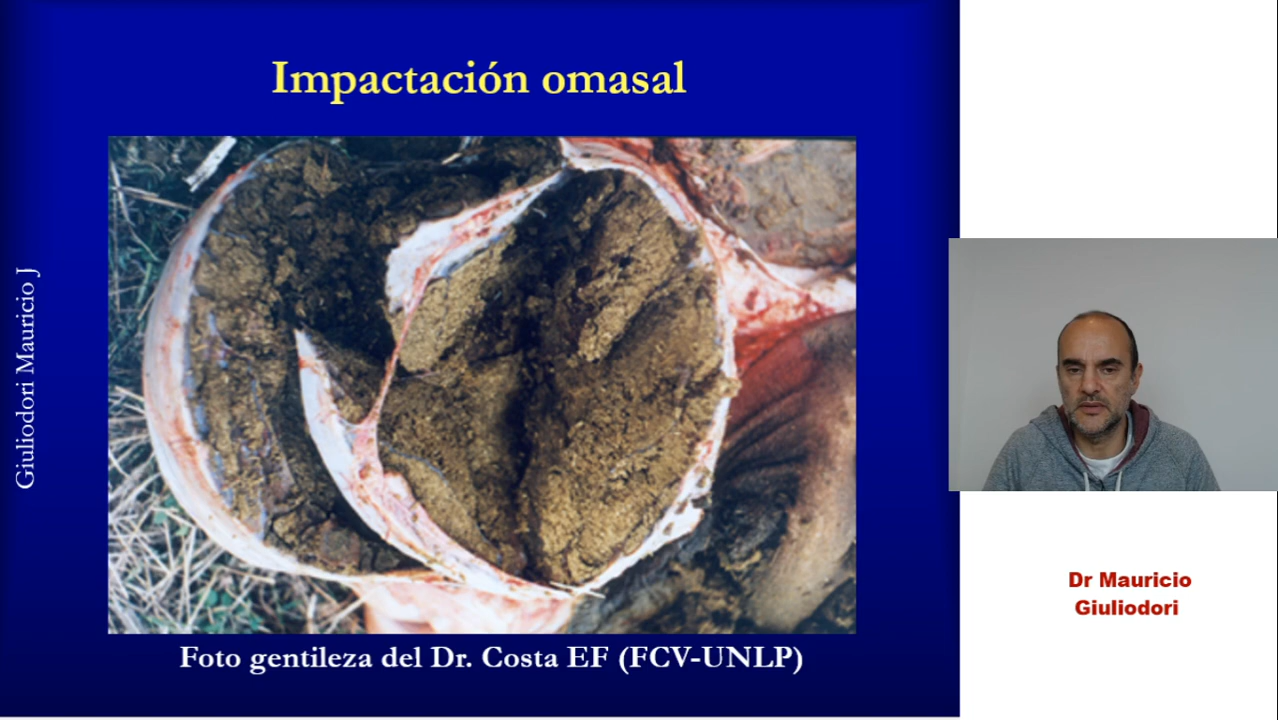 Impactación omasal
Giuliodori Mauricio J
Foto gentileza del Dr. Costa EF (FCV-UNLP)
Dr Mauricio
Giuliodori